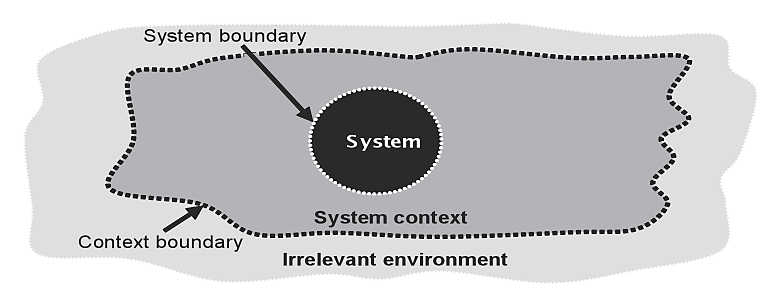 System boundary
System
System context
Context boundary
Irrelevant environment